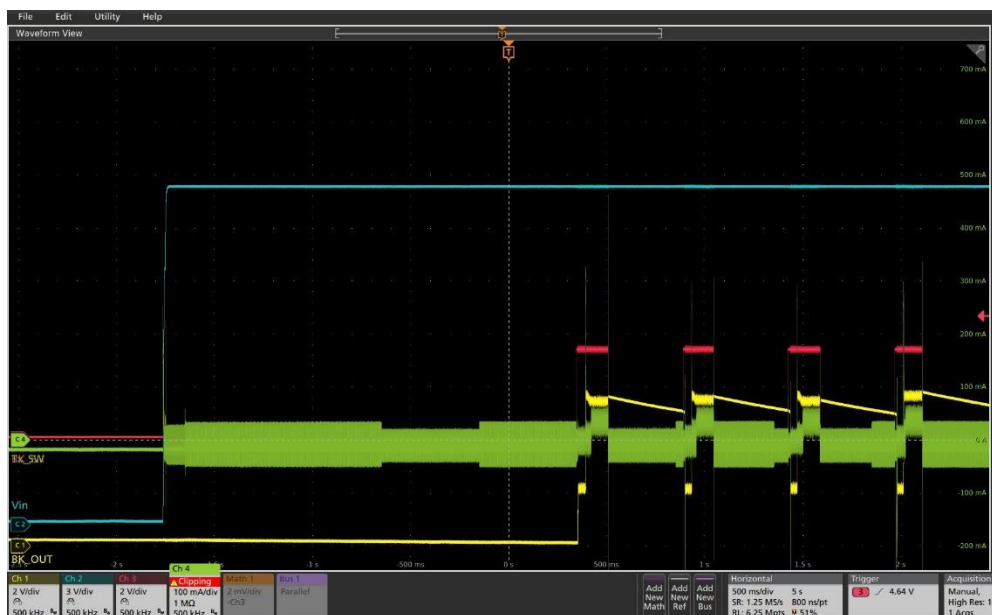 File Edit Utility Help
Waveform View
T
T
700 mA
600 mA
500 mA
400 mA
300 mA
200 mA
100 mA
C 4
0 A
Vin
-100 mA
C 2
C 1
-200 mA
BK_OUT
-2 s
-1 s
-500 ms
0 s
500 ms
1 s
2 s
Ch 1
2 V/div
500 kHz
Ch 2
3 V/div
500 kHz
Ch 3
2 V/div
500 kHz
Ch 4
Clipping
100 mA/div
1 MΩ
500 kHz
Math 1
2 mV/div
-Ch3
Bus 1
Parallel
Add New Math
Add New Ref
Add New Bus
Horizontal
500 ms/div 5 s
SR: 1.25 MS/s 800 ns/pt
RL: 6.25 Mpts 51%
Trigger
3 4.64 V
Acquisition
Manual,
High Res: 1
1 Acqs